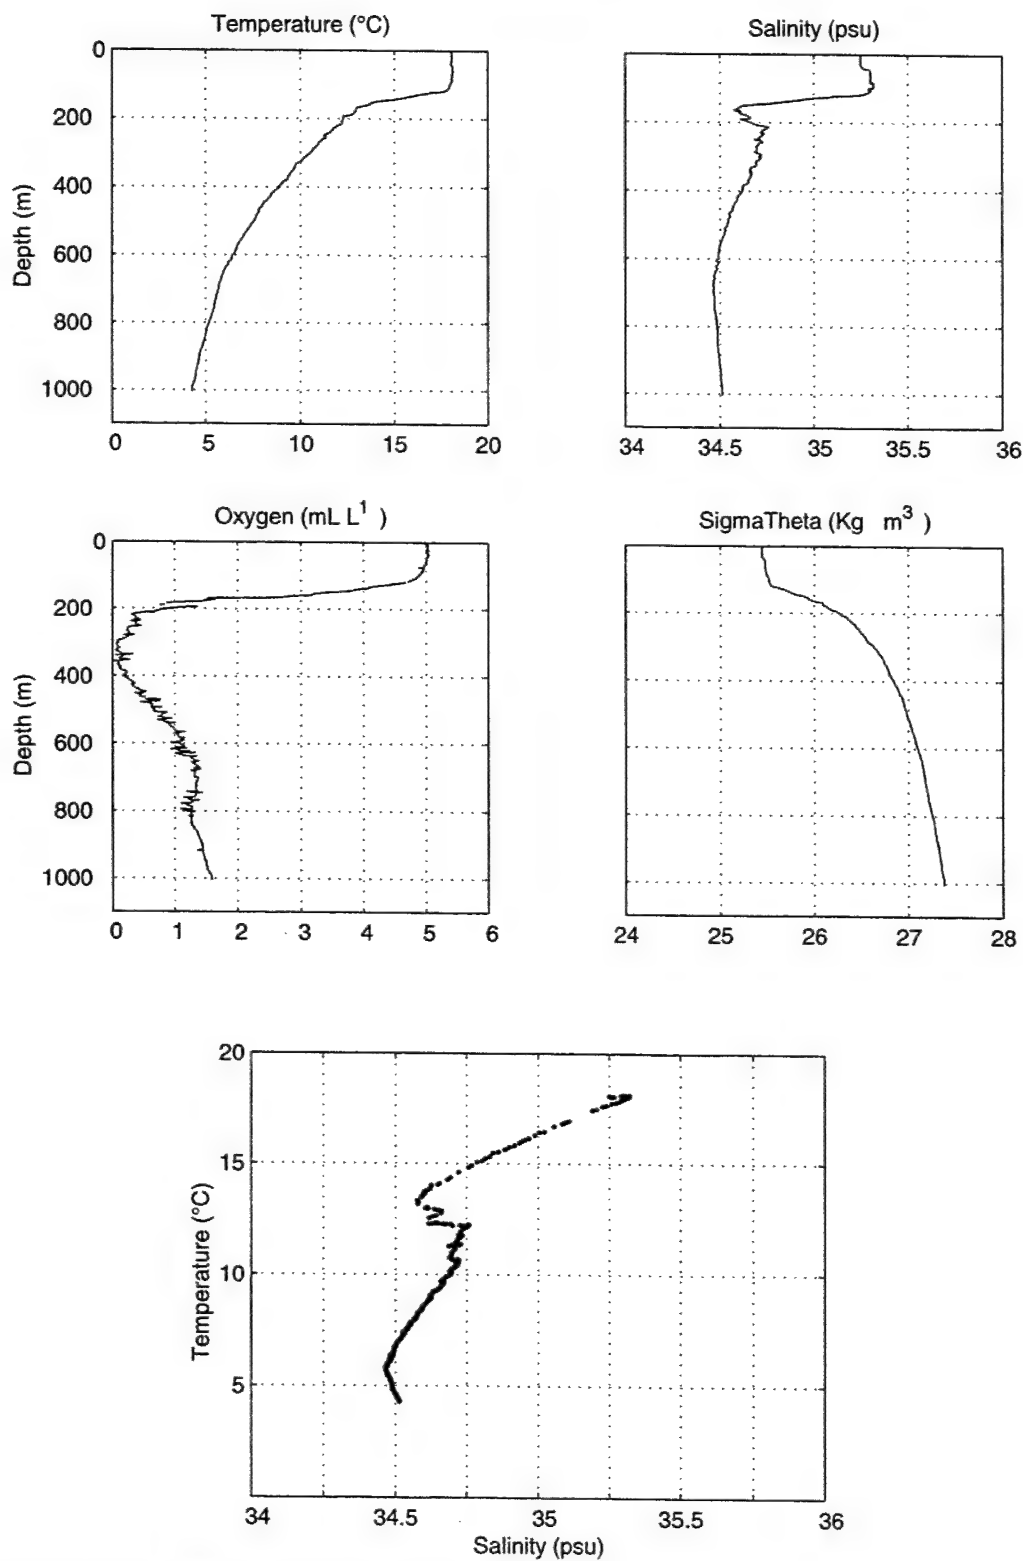 Temperature (°C)
Salinity (psu)
0
200
400
600
800
1000
Depth (m)
0 5 10 15 20
34 34.5 35 35.5 36
Oxygen (mL L1 )
SigmaTheta (Kg m3 )
0
200
400
600
800
1000
Depth (m)
0 1 2 3 4 5 6
24 25 26 27 28
20
15
10
5
Temperature (°C)
34 34.5 35 35.5 36
Salinity (psu)